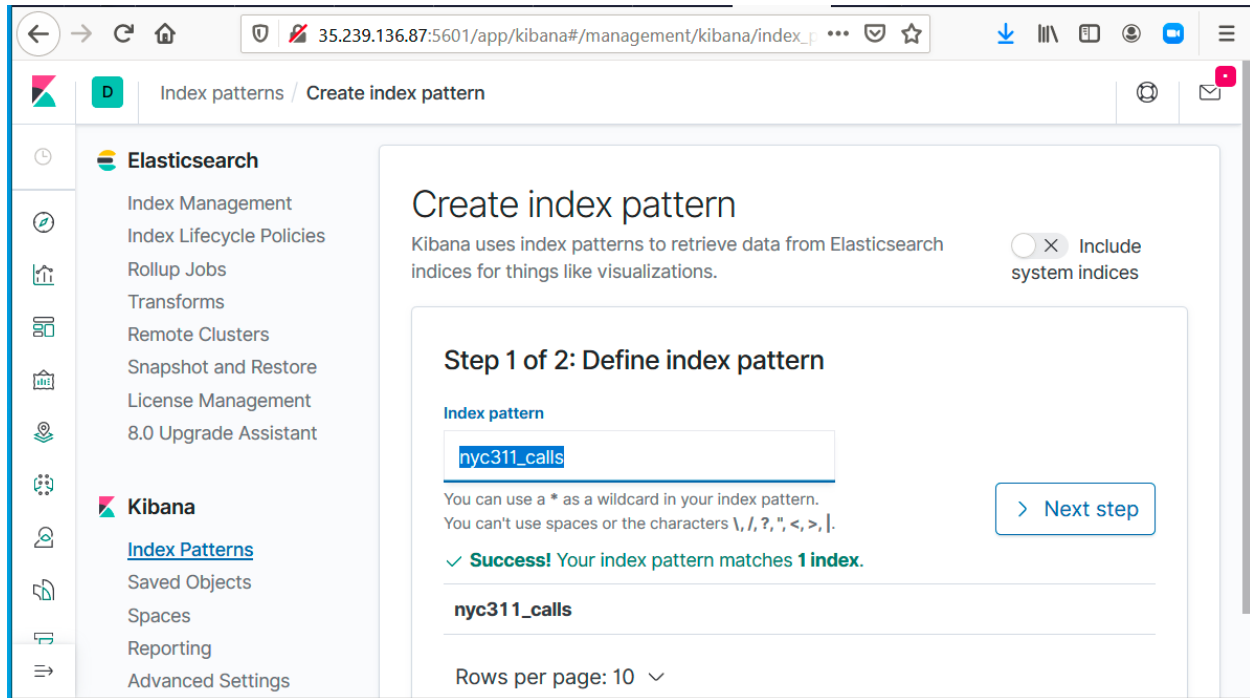 35.239.136.87:5601/app/kibana#/management/kibana/index_p
D
Index patterns / Create index pattern
Elasticsearch
Index Management
Index Lifecycle Policies
Rollup Jobs
Transforms
Remote Clusters
Snapshot and Restore
License Management
8.0 Upgrade Assistant
Kibana
Index Patterns
Saved Objects
Spaces
Reporting
Advanced Settings
Create index pattern
Kibana uses index patterns to retrieve data from Elasticsearch
indices for things like visualizations.
Include
system indices
Step 1 of 2: Define index pattern
Index pattern
nyc311_calls
You can use a * as a wildcard in your index pattern.
You can't use spaces or the characters \, /, ?, ", <, >, |.
Next step
Success! Your index pattern matches 1 index.
nyc311_calls
Rows per page: 10